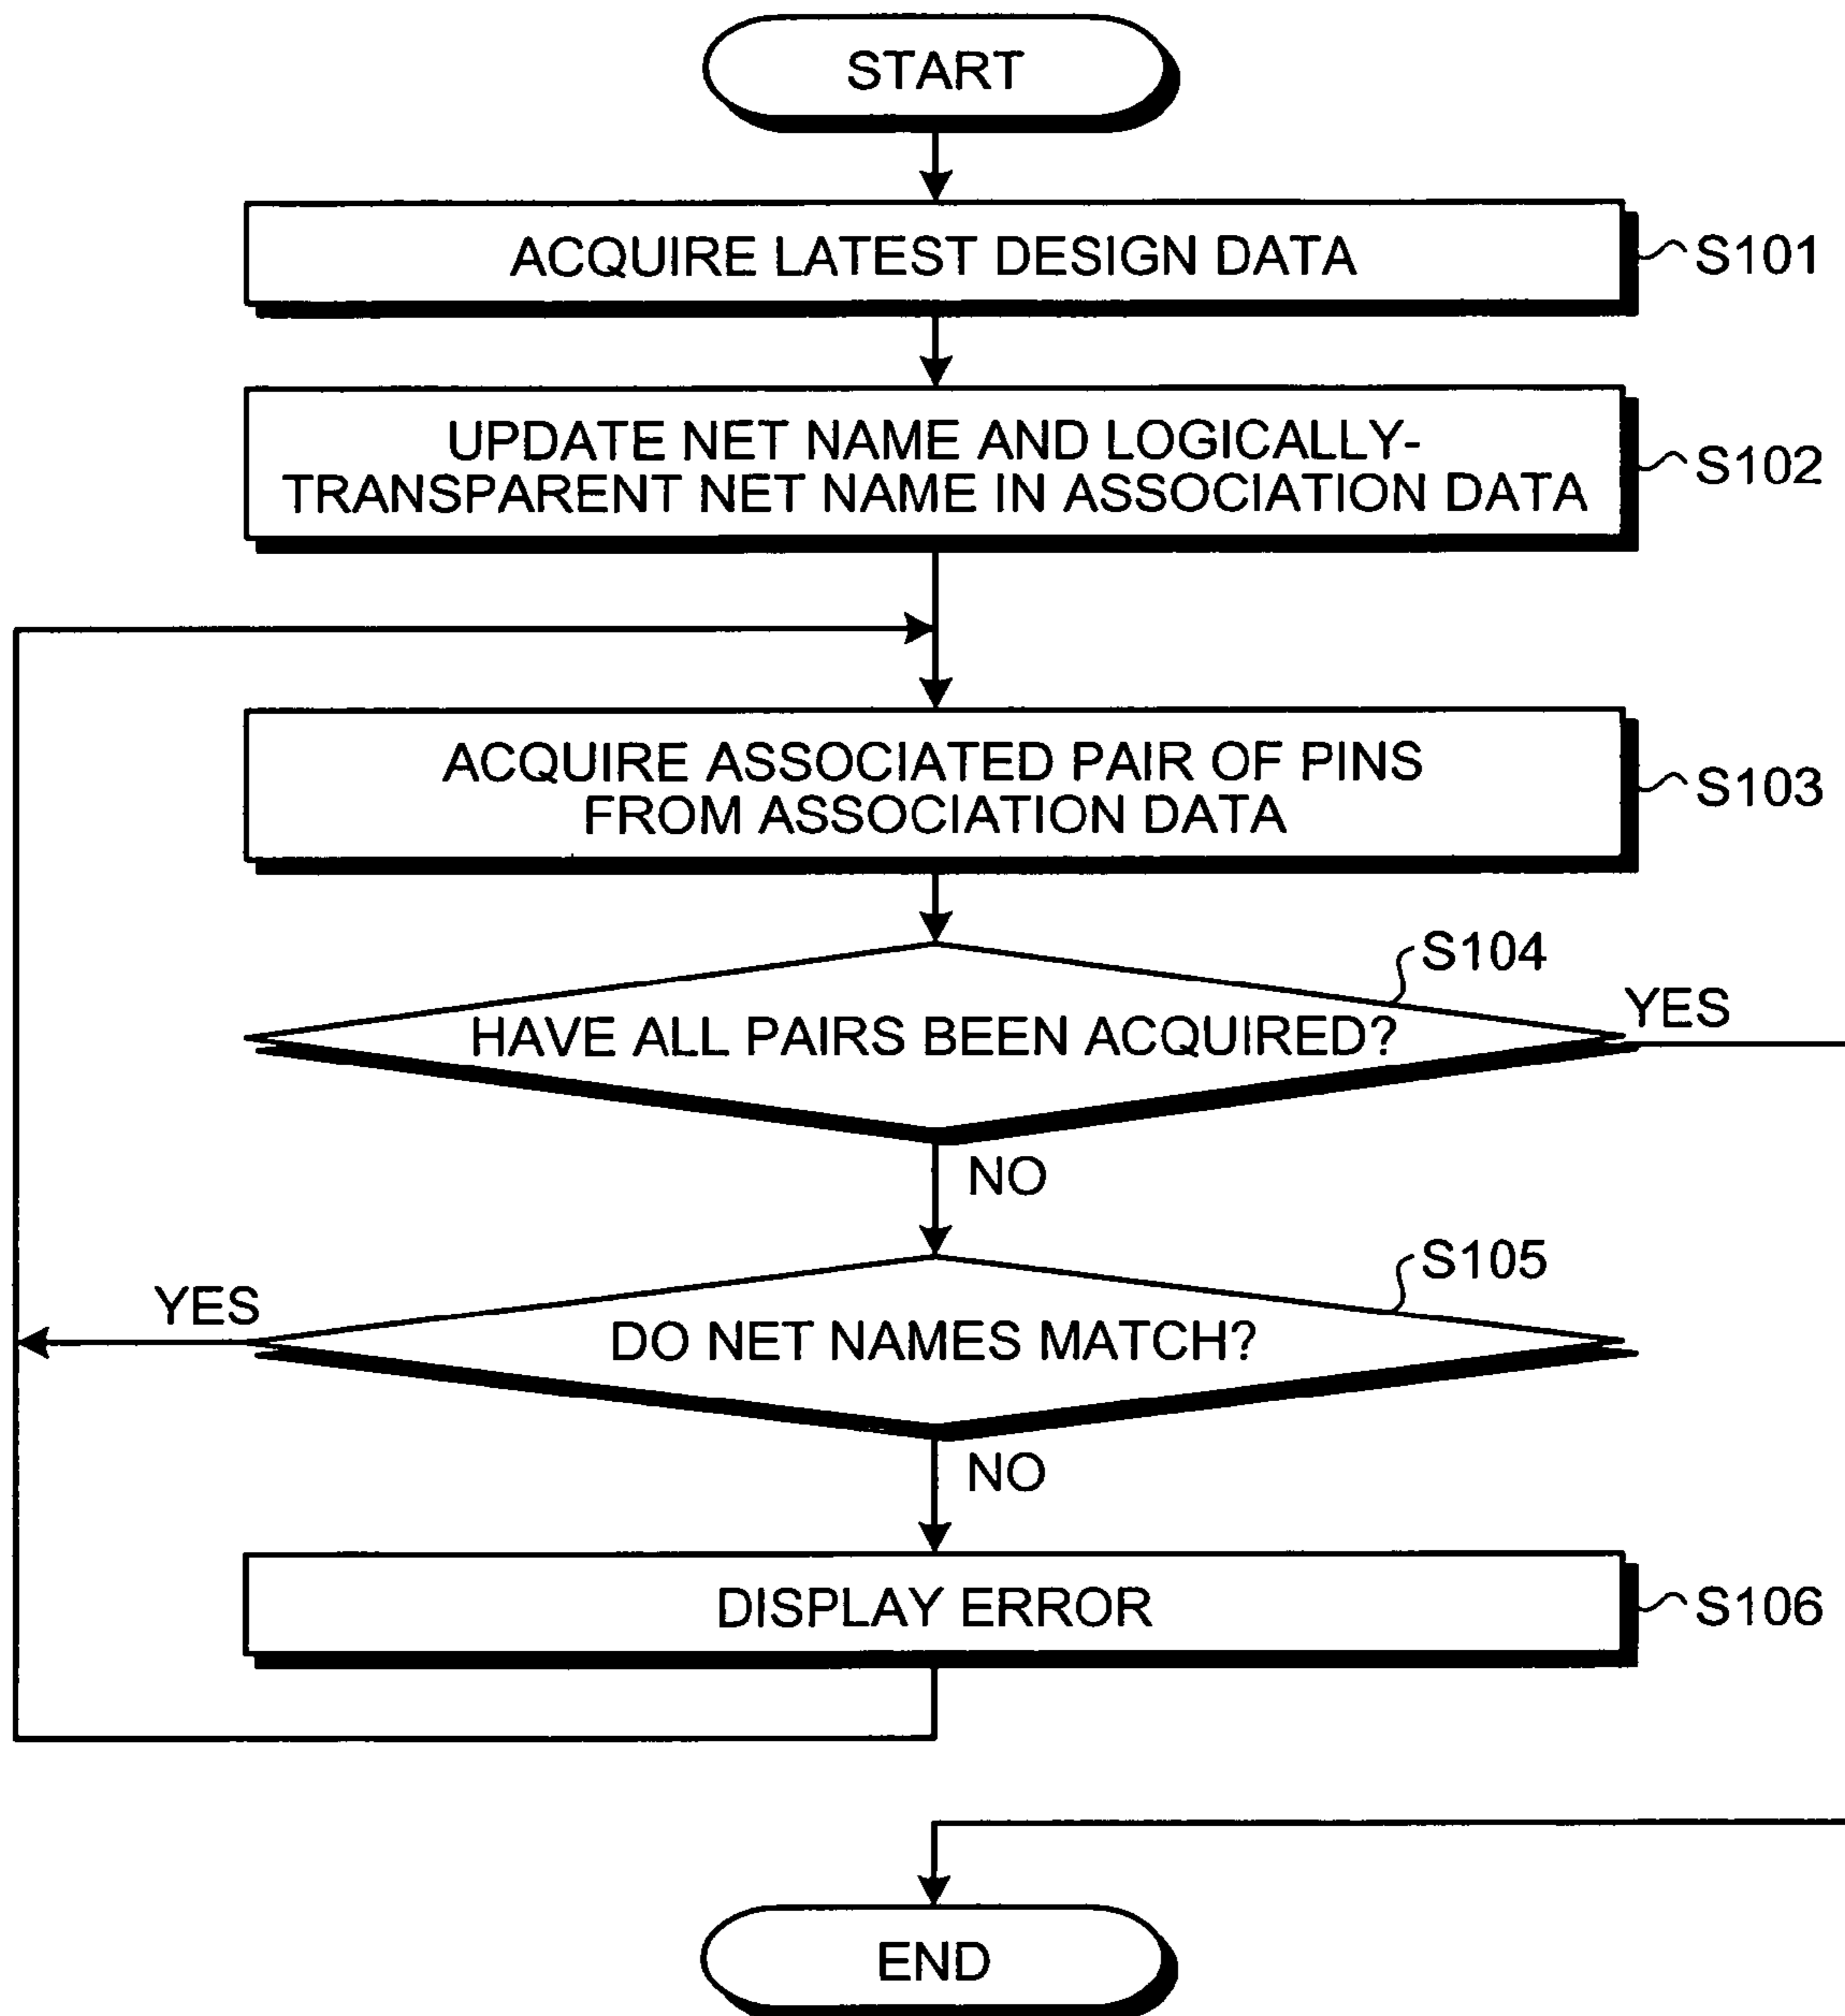 START
ACQUIRE LATEST DESIGN DATA
S101
UPDATE NET NAME AND LOGICALLY-
TRANSPARENT NET NAME IN ASSOCIATION DATA
S102
ACQUIRE ASSOCIATED PAIR OF PINS
FROM ASSOCIATION DATA
S103
S104
HAVE ALL PAIRS BEEN ACQUIRED?
YES
NO
S105
YES
DO NET NAMES MATCH?
NO
DISPLAY ERROR
S106
END